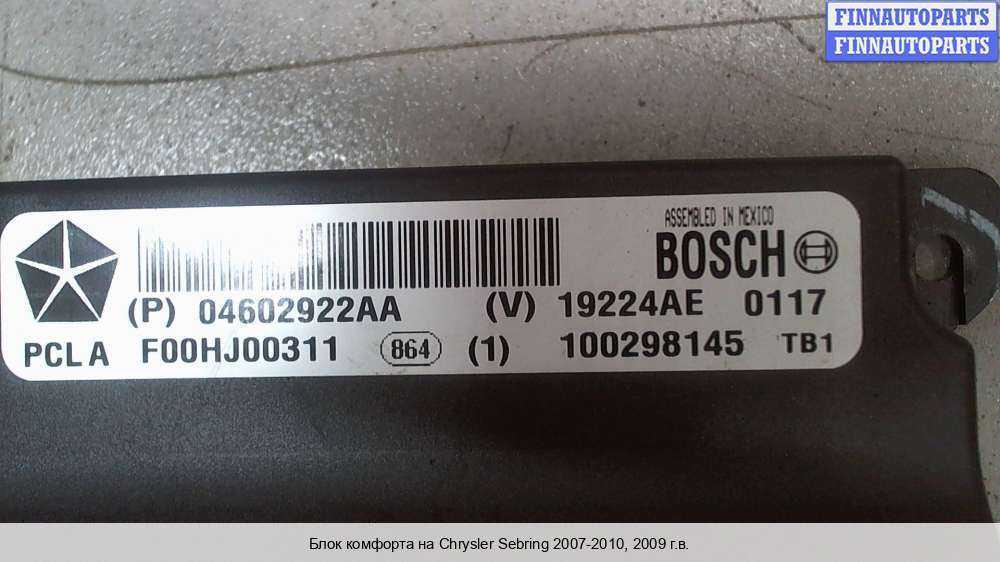 FINNAUTOPARTS
FINNAUTOPARTS
ASSEMBLED IN MEXICO
BOSCH
(P) 04602922AA (V) 19224AE 0117
PCL A F00HJ00311 864 (1) 100298145 TB1
Блок комфорта на Chrysler Sebring 2007-2010, 2009 г.в.